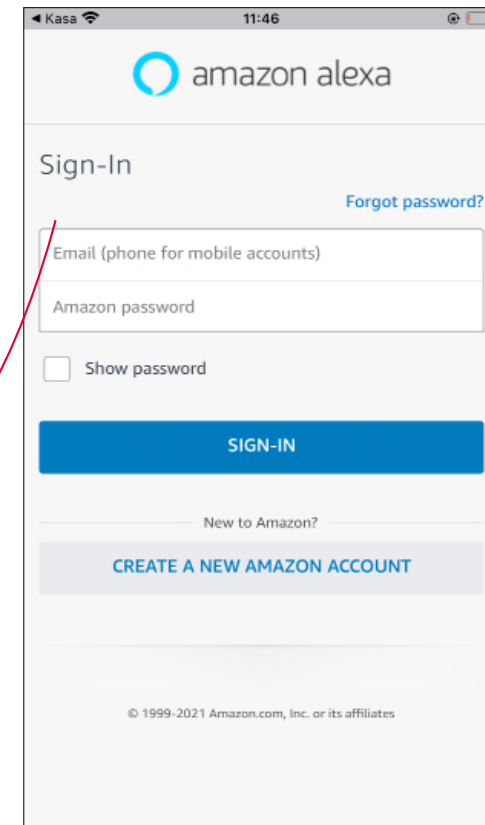 Kasa 11:46
amazon alexa
Sign-In
Forgot password?
Email (phone for mobile accounts)
Amazon password
Show password
SIGN-IN
New to Amazon?
CREATE A NEW AMAZON ACCOUNT
© 1999-2021 Amazon.com, Inc. or its affiliates